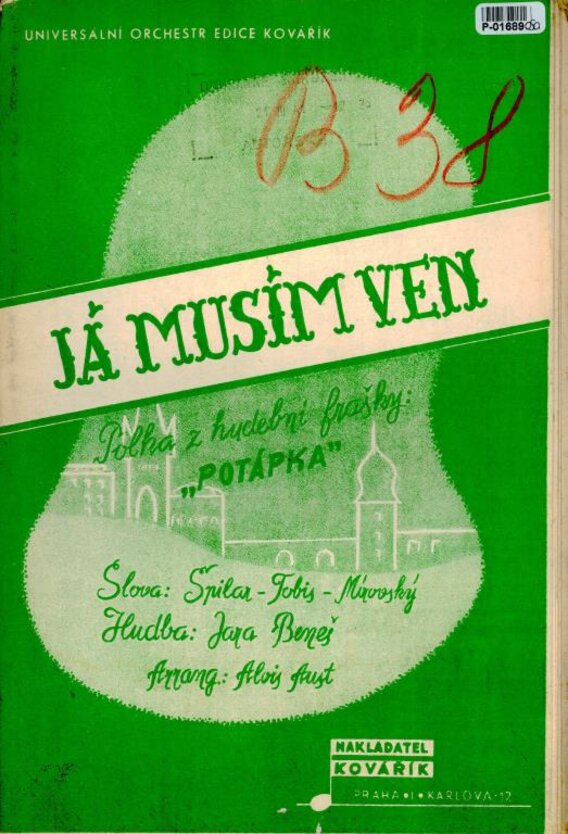 UNIVERSÁLNÍ ORCHESTR EDICE KOVÁŘÍK
P-01689
B 38
JÁ MUSÍM VEN
Polka z hudební frašky:
„POTÁPKA"
Slova: Špilar - Tobis - Mírovský
Hudba: Jara Beneš
Arrang.: Alois Aust
NAKLADATEL
KOVÁŘÍK
PRAHA • I • KARLOVA • 12